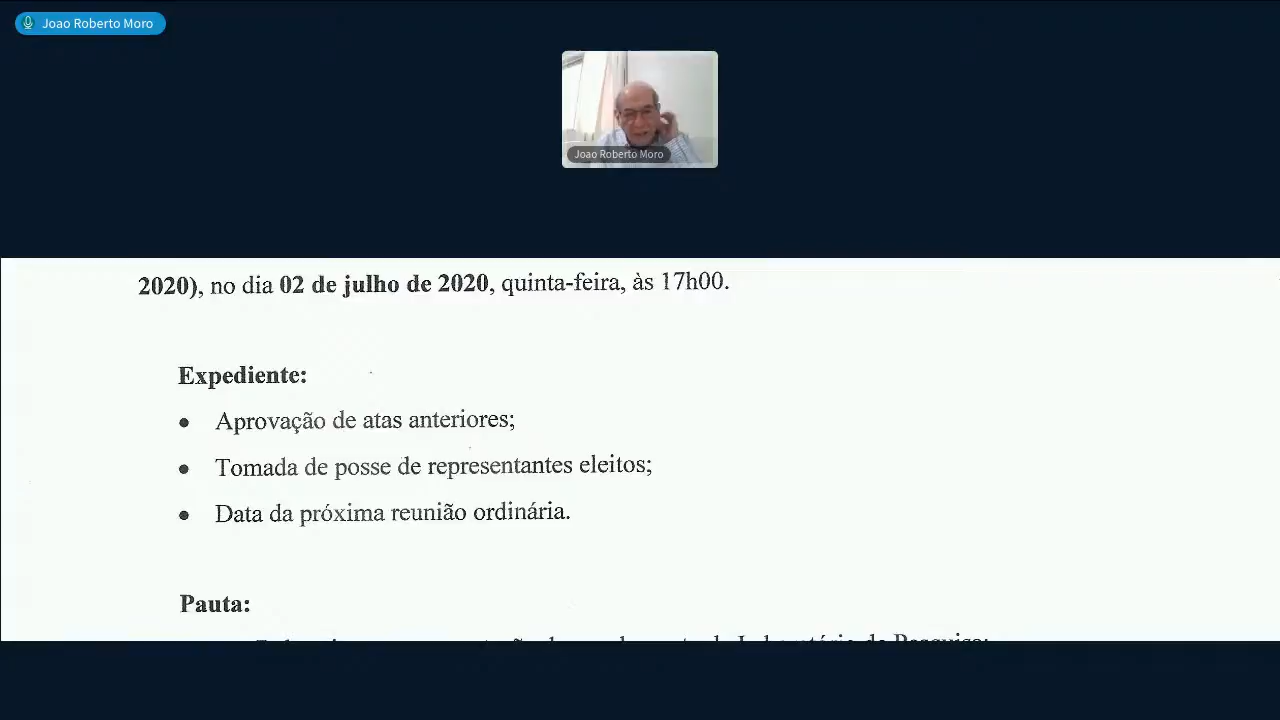 Joao Roberto Moro
Joao Roberto Moro
2020), no dia 02 de julho de 2020, quinta-feira, às 17h00.
Expediente:
• Aprovação de atas anteriores;
• Tomada de posse de representantes eleitos;
• Data da próxima reunião ordinária.
Pauta: